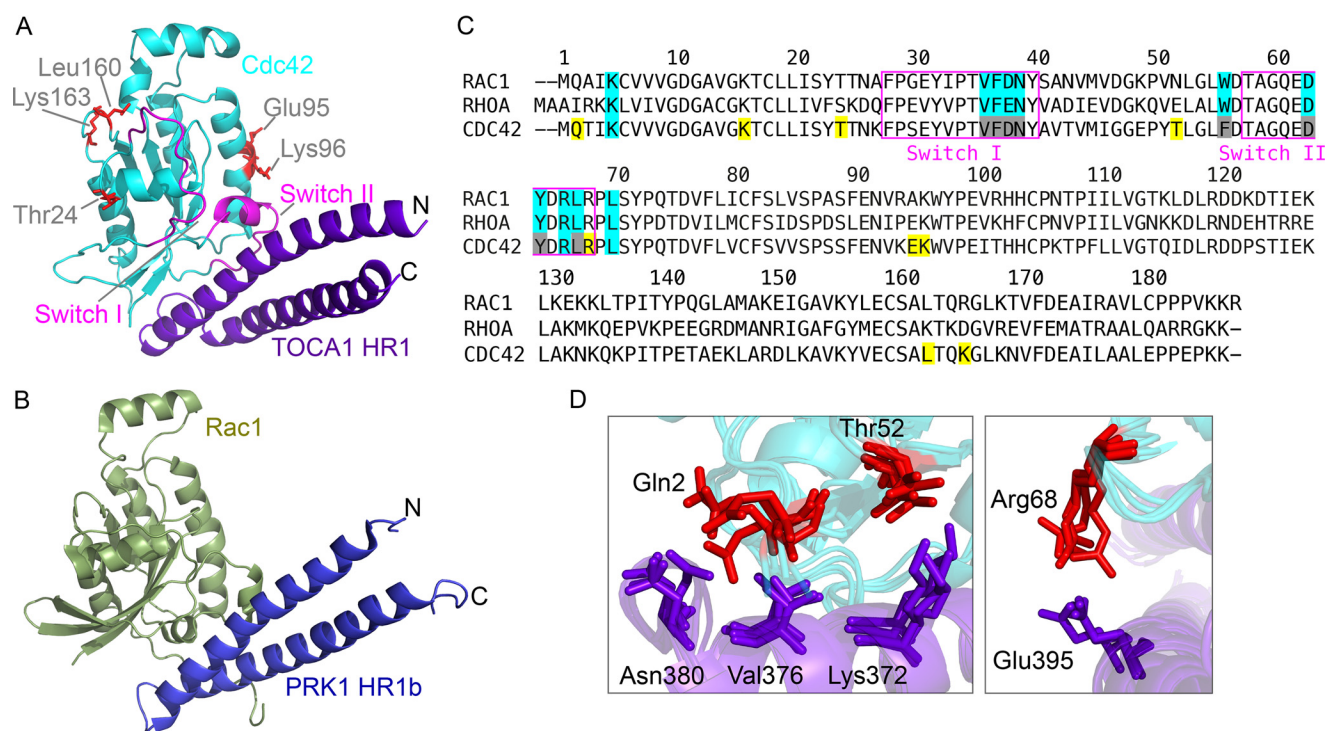 A
Leu160
Cdc42
Lys163
Glu95
Lys96
Switch II
Thr24
N
C
Switch I
TOCA1 HR1
B
Rac1
N
C
PRK1 HR1b
C
1 10 20 30 40 50 60
RAC1 --MQAIKCVVVGDGAVGKTCLLISYTTNAFPGEYIPTVFDNYSANVMVDGKPVNLGLWDTAGQED
RHOA MAAIRKKLVIVGDGACGKTCLLIVFSKDQFPEVYVPTVFENYVADIEVDGKQVELALWDTAGQED
CDC42 --MQTIKCVVVGDGAVGKTCLLISYTTNKFPSEYVPTVFDNYAVTVMIGGEPYTLGLFDTAGQED
Switch I Switch II
70 80 90 100 110 120
RAC1 YDRLRPLSYPQTDVFLICFSLVSPASFENVRAKWYPEVRHHCPNTPIILVGTKLDLRDDKDTIEK
RHOA YDRLRPLSYPDTDVILMCFSIDSPDSLENIPEKWTPEVKHFCPNVPIILVGNKKDLRNDEHTRRE
CDC42 YDRLRPLSYPQTDVFLVCFSVVSPSSFENVKEKWVPEITHHCPKTPFLLVGTQIDLRDDPSTIEK
130 140 150 160 170 180
RAC1 LKEKKLTPITYPQGLAMAKEIGAVKYLECSALTQRGLKTVFDEAIRAVLCPPPVKKR
RHOA LAKMKQEPVKPEEGRDMANRIGAFGYMECSAKTKDGVREVFEMATRAALQARRGKK-
CDC42 LAKNKQKPITPETAEKLARDLKAVKYVECSALTQKGLKNVFDEAILAALEPPEPKK-
D
Thr52
Gln2
Asn380 Val376 Lys372
Arg68
Glu395